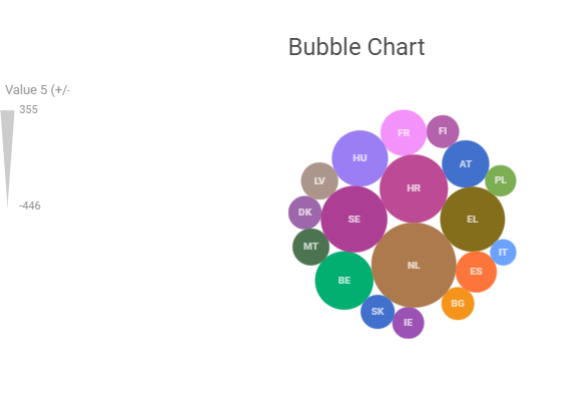 Bubble Chart
Value 5 (+/-
355
-446
FR
FI
HU
AT
LV
HR
PL
DK
SE
EL
MT
IT
NL
ES
BE
BG
SK
IE